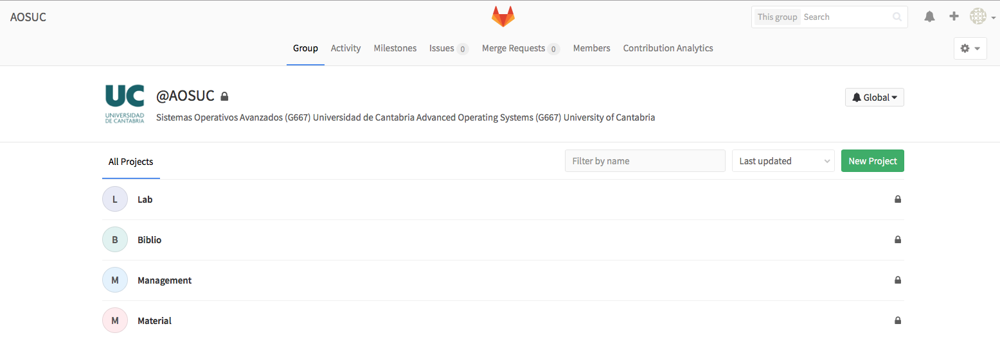 AOSUC
This group Search
Group Activity Milestones Issues 0 Merge Requests 0 Members Contribution Analytics
UC
UNIVERSIDAD
DE CANTABRIA
@AOSUC
Global
Sistemas Operativos Avanzados (G667) Universidad de Cantabria Advanced Operating Systems (G667) University of Cantabria
All Projects
Filter by name
Last updated
New Project
L Lab
B Biblio
M Management
M Material